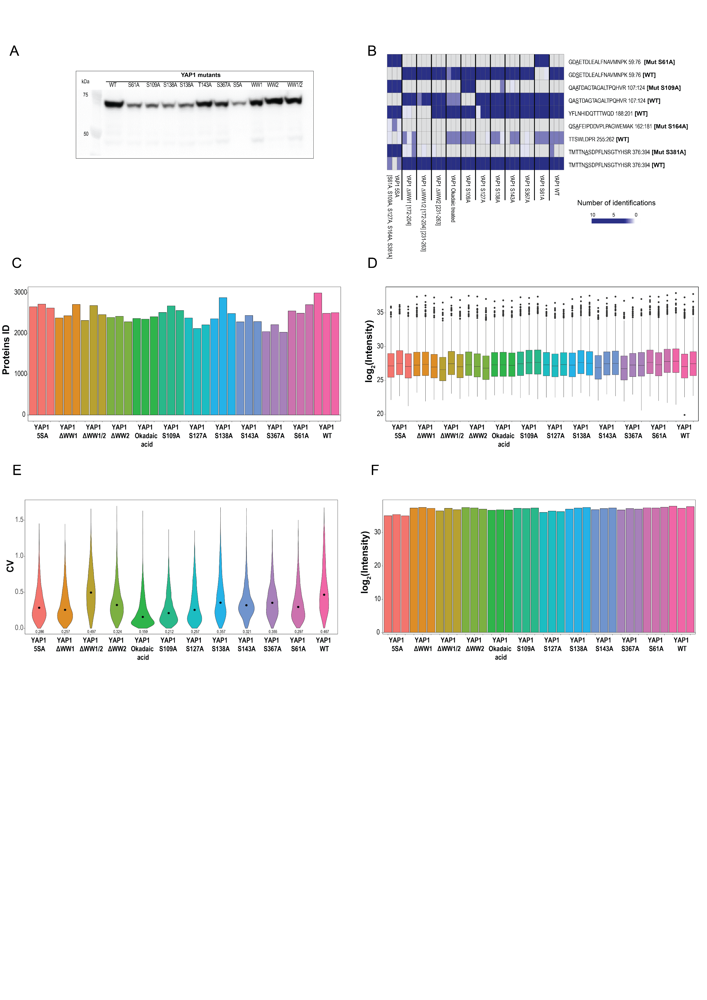 A
YAP1 mutants
kDa
WT S61A S109A S138A S138A T143A S367A S5A WW1 WW2 WW1/2
75
50
B
GDAETDLEALFNAVMNPK 59:76 [Mut S61A]
GDSETDLEALFNAVMNPK 59:76 [WT]
QAATDAGTAGALTPQHVR 107:124 [Mut S109A]
QASTDAGTAGALTPQHVR 107:124 [WT]
YFLNHIDQTTTWQD 188:201 [WT]
QSAFEIPDDVPLPAGWEMAK 162:181 [Mut S164A]
TTSWLDPR 255:262 [WT]
TMTTNASDPFLNSGTYHSR 376:394 [Mut S381A]
TMTTNSSDPFLNSGTYHSR 376:394 [WT]
YAP1 5SA
[S61A, S109A, S127A, S164A, S381A]
YAP1 ΔWW1 [172-204]
YAP1 ΔWW1/2 [172-204] [231-263]
YAP1 ΔWW2 [231-263]
YAP1 Okadaic treated
YAP1 S109A
YAP1 S127A
YAP1 S138A
YAP1 S143A
YAP1 S367A
YAP1 S61A
YAP1 WT
Number of identifications
10 5 0
C
Proteins ID
3000
2000
1000
0
YAP1 YAP1 YAP1 YAP1 YAP1 YAP1 YAP1 YAP1 YAP1 YAP1 YAP1 YAP1
5SA ΔWW1 ΔWW1/2 ΔWW2 Okadaic S109A S127A S138A S143A S367A S61A WT
acid
D
log2(Intensity)
35
30
25
20
YAP1 YAP1 YAP1 YAP1 YAP1 YAP1 YAP1 YAP1 YAP1 YAP1 YAP1 YAP1
5SA ΔWW1 ΔWW1/2 ΔWW2 Okadaic S109A S127A S138A S143A S367A S61A WT
acid
E
CV
1.5
1.0
0.5
0.0
0.286 0.257 0.497 0.324 0.159 0.212 0.257 0.357 0.321 0.355 0.297 0.467
YAP1 YAP1 YAP1 YAP1 YAP1 YAP1 YAP1 YAP1 YAP1 YAP1 YAP1 YAP1
5SA ΔWW1 ΔWW1/2 ΔWW2 Okadaic S109A S127A S138A S143A S367A S61A WT
acid
F
log2(Intensity)
30
20
10
0
YAP1 YAP1 YAP1 YAP1 YAP1 YAP1 YAP1 YAP1 YAP1 YAP1 YAP1 YAP1
5SA ΔWW1 ΔWW1/2 ΔWW2 Okadaic S109A S127A S138A S143A S367A S61A WT
acid